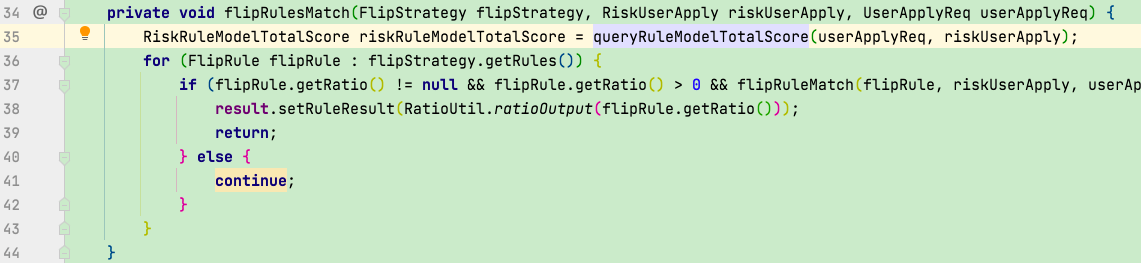 34 @ private void flipRulesMatch(FlipStrategy flipStrategy, RiskUserApply riskUserApply, UserApplyReq userApplyReq) {
35 RiskRuleModelTotalScore riskRuleModelTotalScore = queryRuleModelTotalScore(userApplyReq, riskUserApply);
36 for (FlipRule flipRule : flipStrategy.getRules()) {
37 if (flipRule.getRatio() != null && flipRule.getRatio() > 0 && flipRuleMatch(flipRule, riskUserApply, userAp
38 result.setRuleResult(RatioUtil.ratioOutput(flipRule.getRatio()));
39 return;
40 } else {
41 continue;
42 }
43 }
44 }